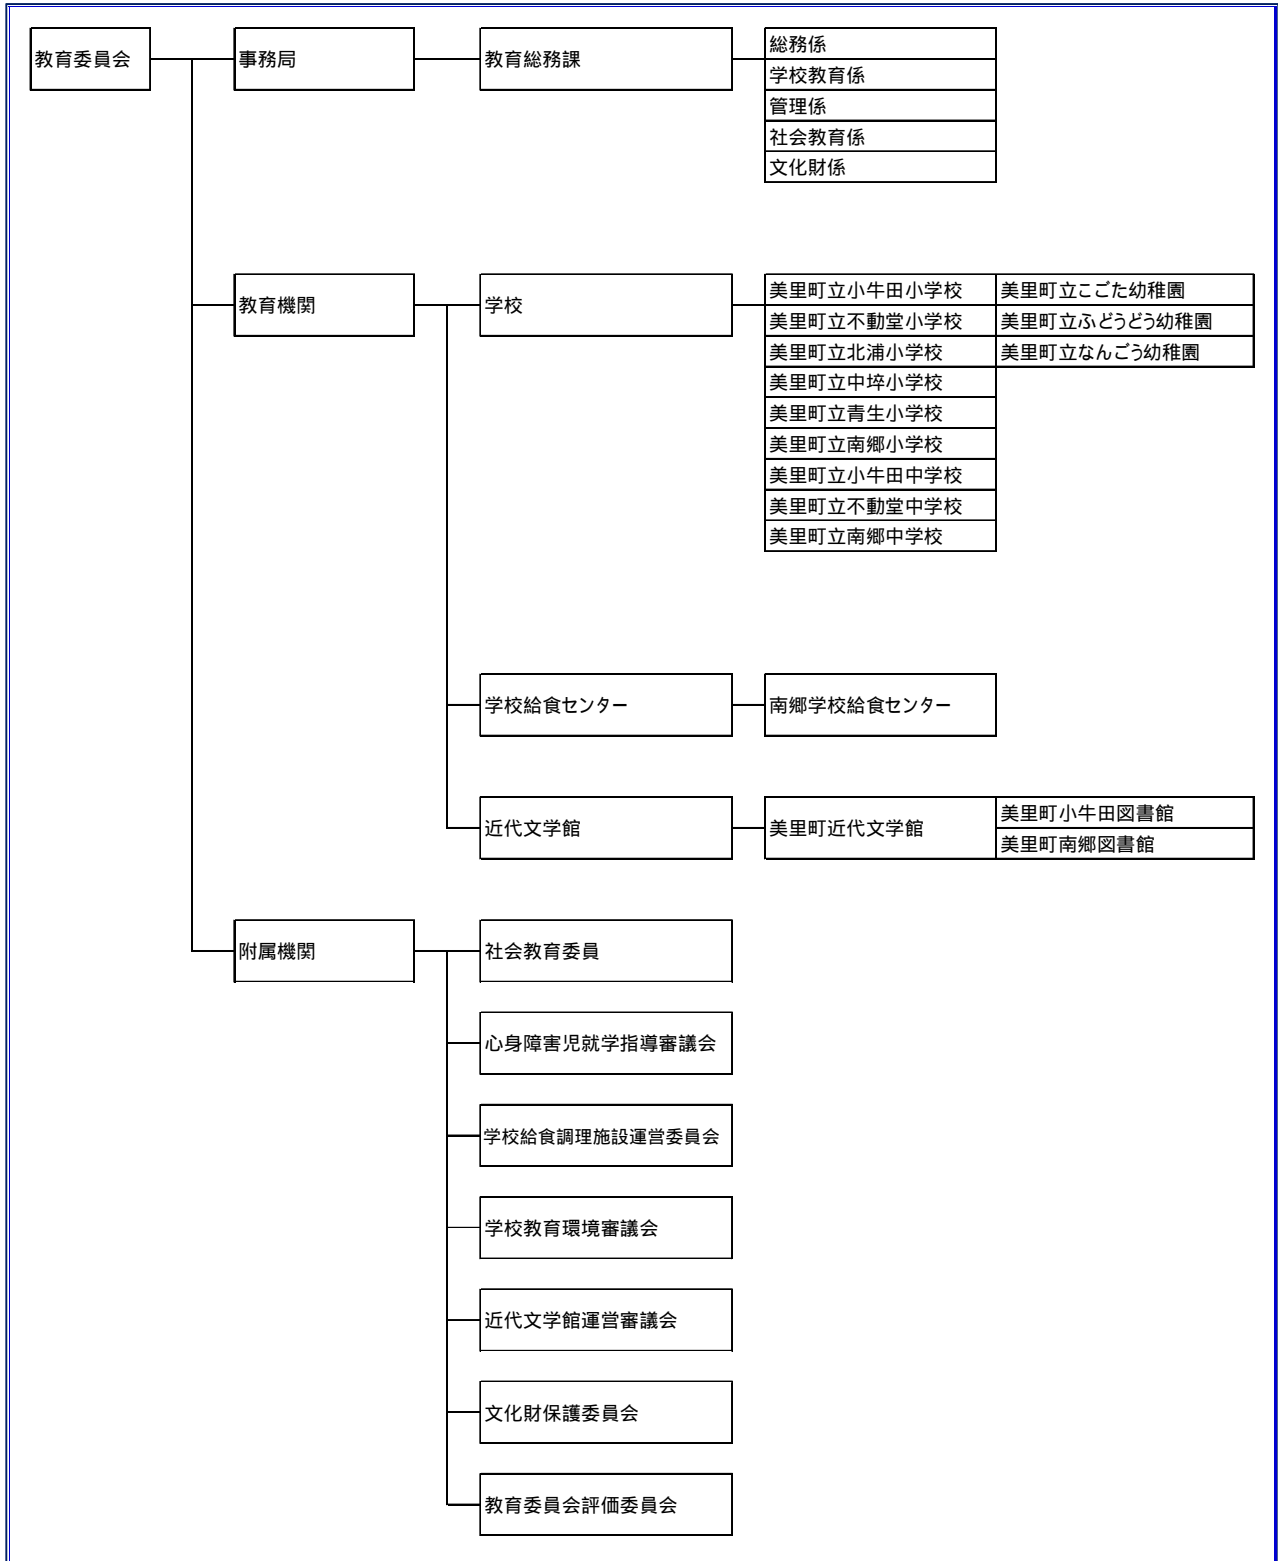 教育委員会
事務局
教育総務課
総務係
学校教育係
管理係
社会教育係
文化財係
教育機関
学校
美里町立小牛田小学校
美里町立こごた幼稚園
美里町立不動堂小学校
美里町立ふどうどう幼稚園
美里町立北浦小学校
美里町立なんごう幼稚園
美里町立中埣小学校
美里町立青生小学校
美里町立南郷小学校
美里町立小牛田中学校
美里町立不動堂中学校
美里町立南郷中学校
学校給食センター
南郷学校給食センター
近代文学館
美里町近代文学館
美里町小牛田図書館
美里町南郷図書館
附属機関
社会教育委員
心身障害児就学指導審議会
学校給食調理施設運営委員会
学校教育環境審議会
近代文学館運営審議会
文化財保護委員会
教育委員会評価委員会